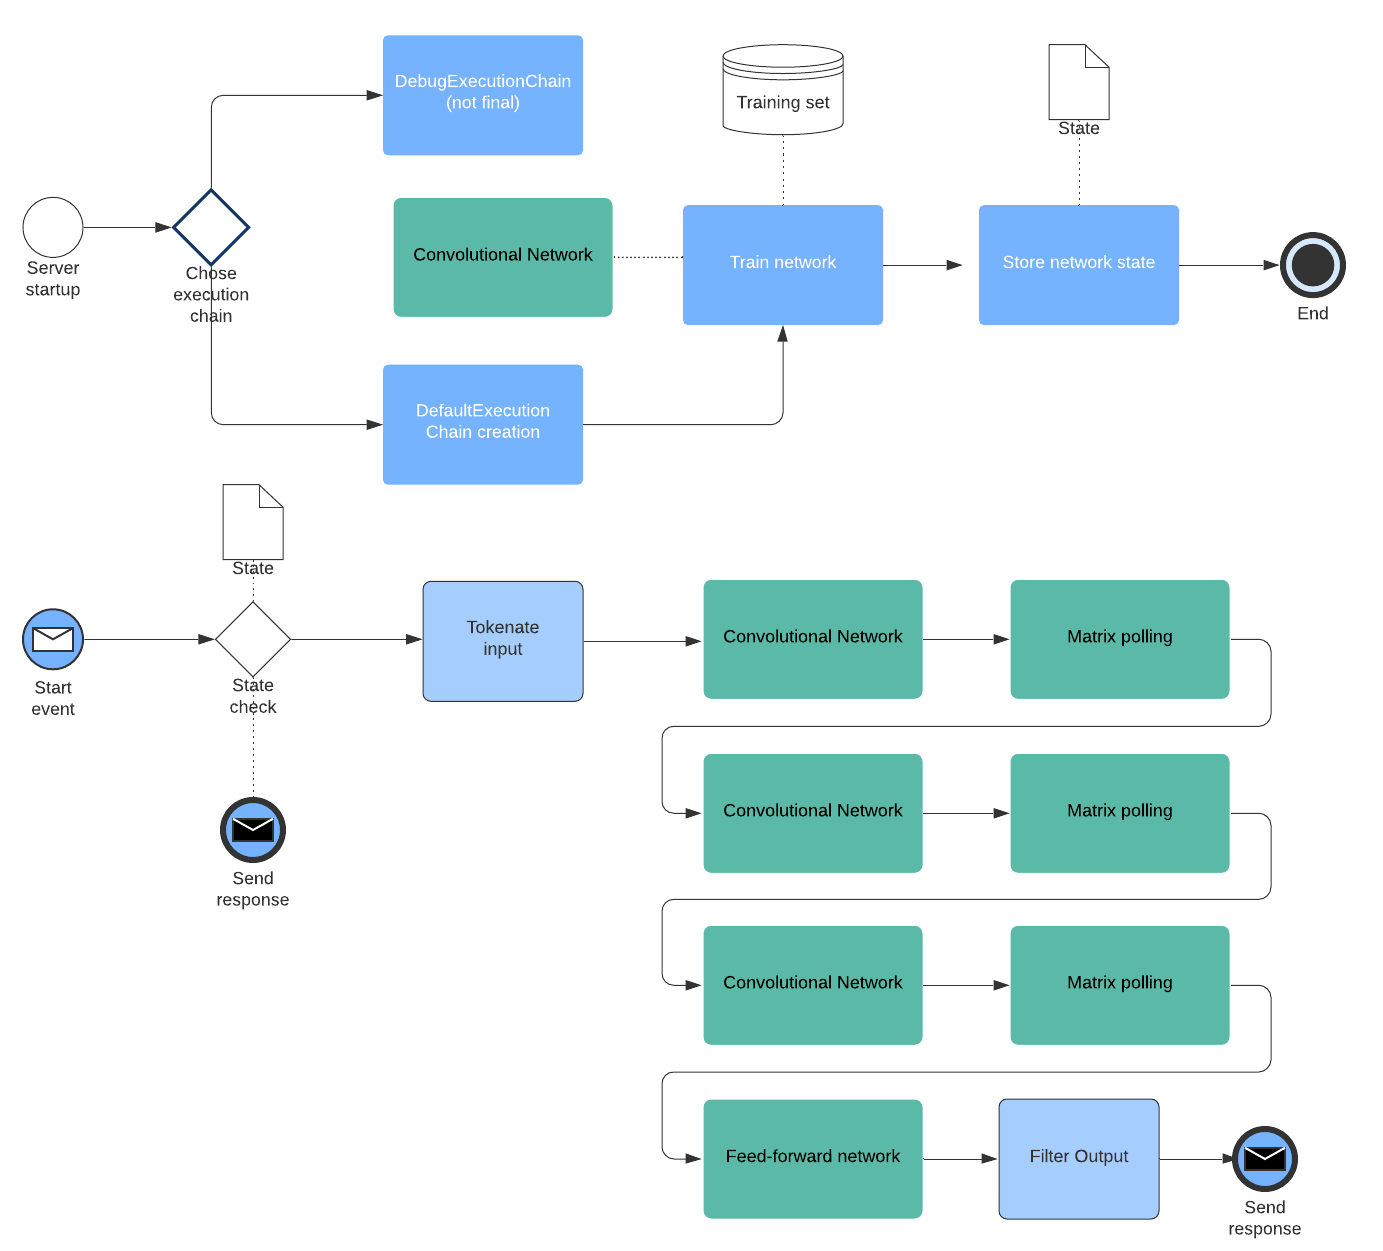 DebugExecutionChain
(not final)
Training set
State
Server
startup
Chose
execution
chain
Convolutional Network
Train network
Store network state
End
DefaultExecution
Chain creation
State
Start
event
State
check
Tokenate
input
Convolutional Network
Matrix polling
Send
response
Convolutional Network
Matrix polling
Convolutional Network
Matrix polling
Feed-forward network
Filter Output
Send
response